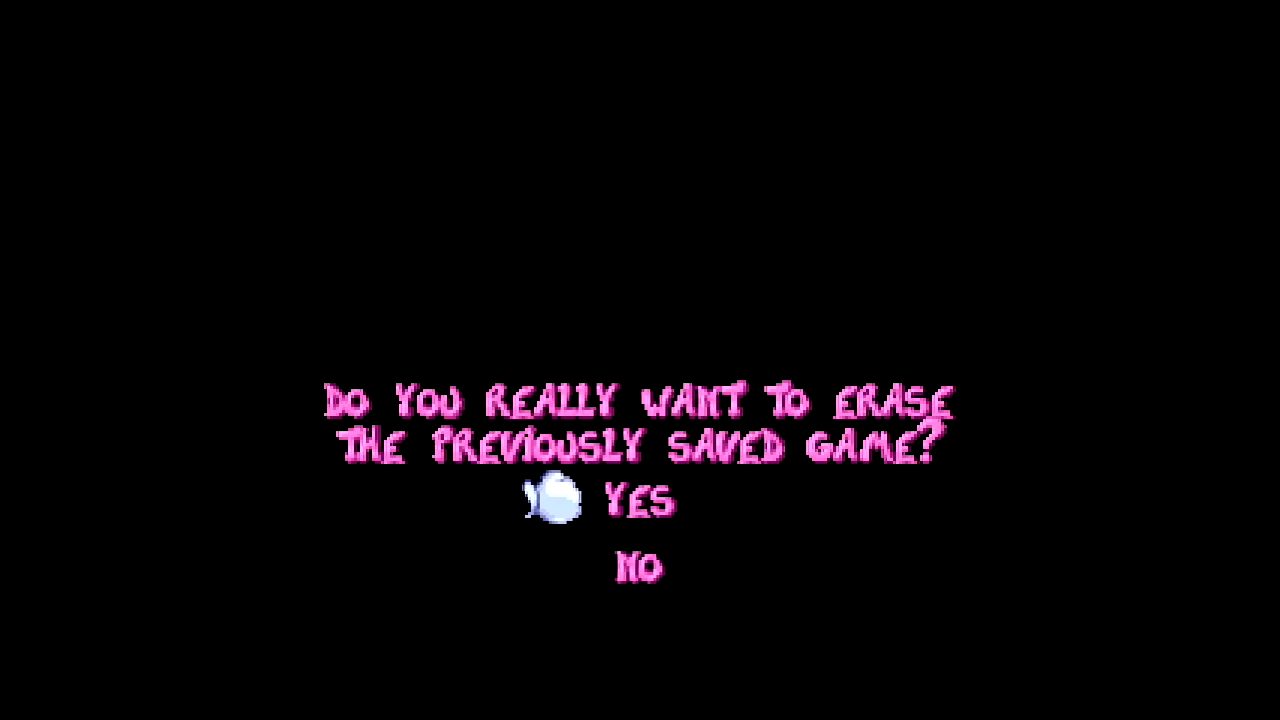 DO YOU REALLY WANT TO ERASE
THE PREVIOUSLY SAVED GAME?
YES
NO